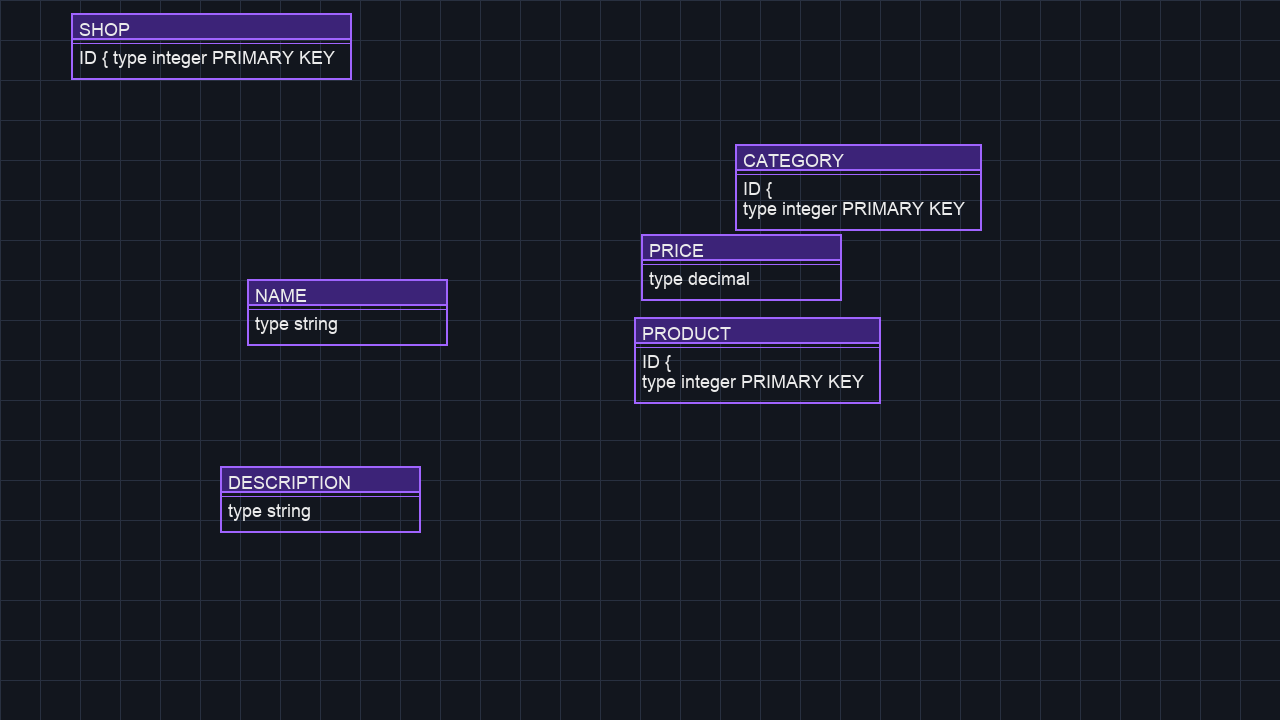 SHOP
ID { type integer PRIMARY KEY
CATEGORY
ID {
type integer PRIMARY KEY
PRICE
type decimal
NAME
type string
PRODUCT
ID {
type integer PRIMARY KEY
DESCRIPTION
type string